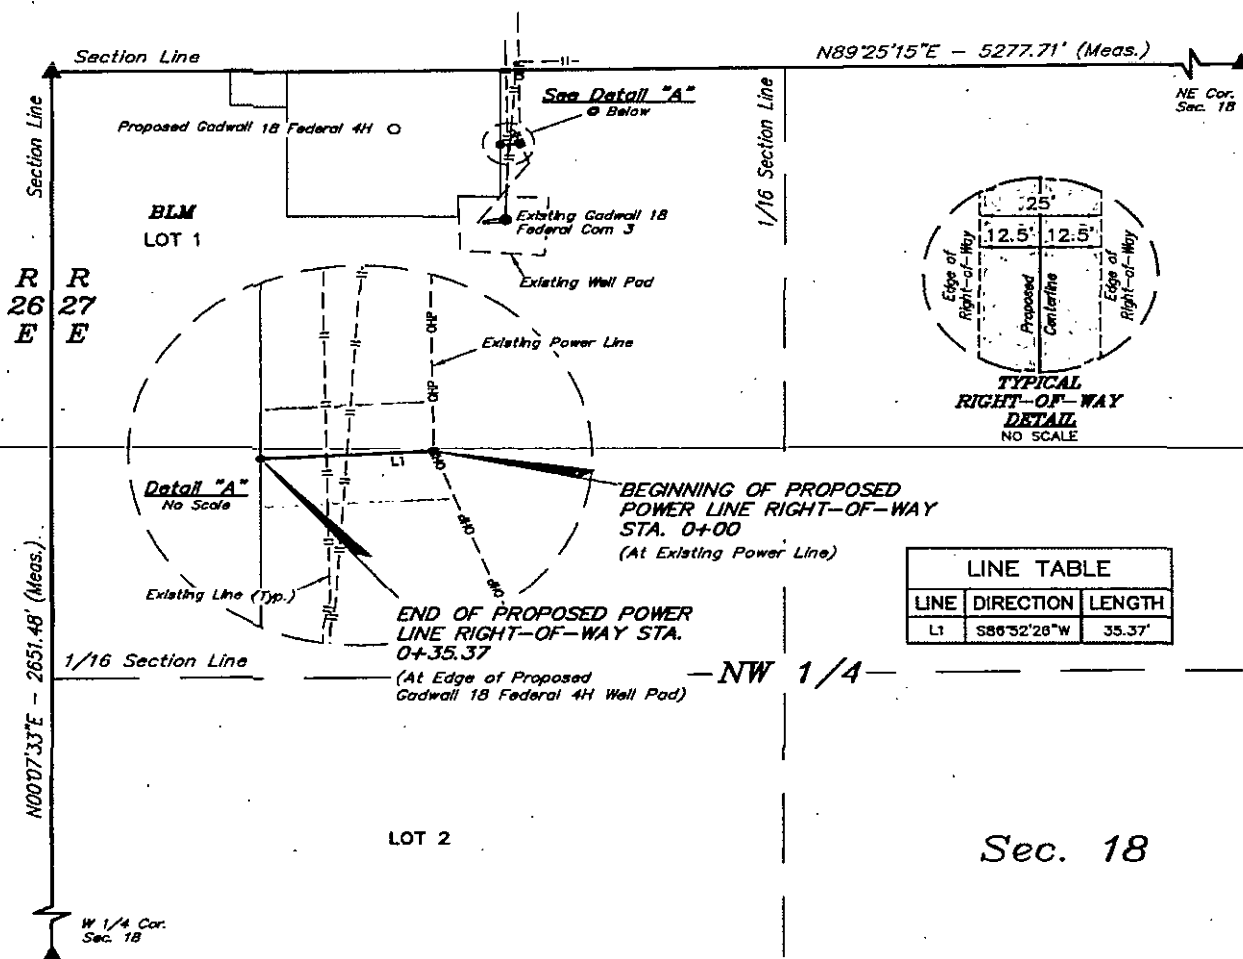 Section Line
N89°25'15"E - 5277.71' (Meas.)
NE Cor.
Sec. 18
Section Line
See Detail "A"
Below
Proposed Gadwall 18 Federal 4H
1/16 Section Line
BLM
LOT 1
Existing Gadwall 18
Federal Com 3
Existing Well Pad
R R
26 27
E E
25'
12.5' 12.5'
Edge of
Right-of-Way
Proposed
Centerline
Edge of
Right-of-Way
TYPICAL
RIGHT-OF-WAY
DETAIL
NO SCALE
OHP
Existing Power Line
OHP
L1
OHP
Detail "A"
No Scale
OHP
OHP
BEGINNING OF PROPOSED
POWER LINE RIGHT-OF-WAY
STA. 0+00
(At Existing Power Line)
Existing Line (Typ.)
END OF PROPOSED POWER
LINE RIGHT-OF-WAY STA.
0+35.37
(At Edge of Proposed
Gadwall 18 Federal 4H Well Pad)
LINE TABLE
LINE DIRECTION LENGTH
L1 S86°52'28"W 35.37'
1/16 Section Line
NW 1/4
N00°07'33"E - 2651.48' (Meas.)
LOT 2
Sec. 18
W 1/4 Cor.
Sec. 18